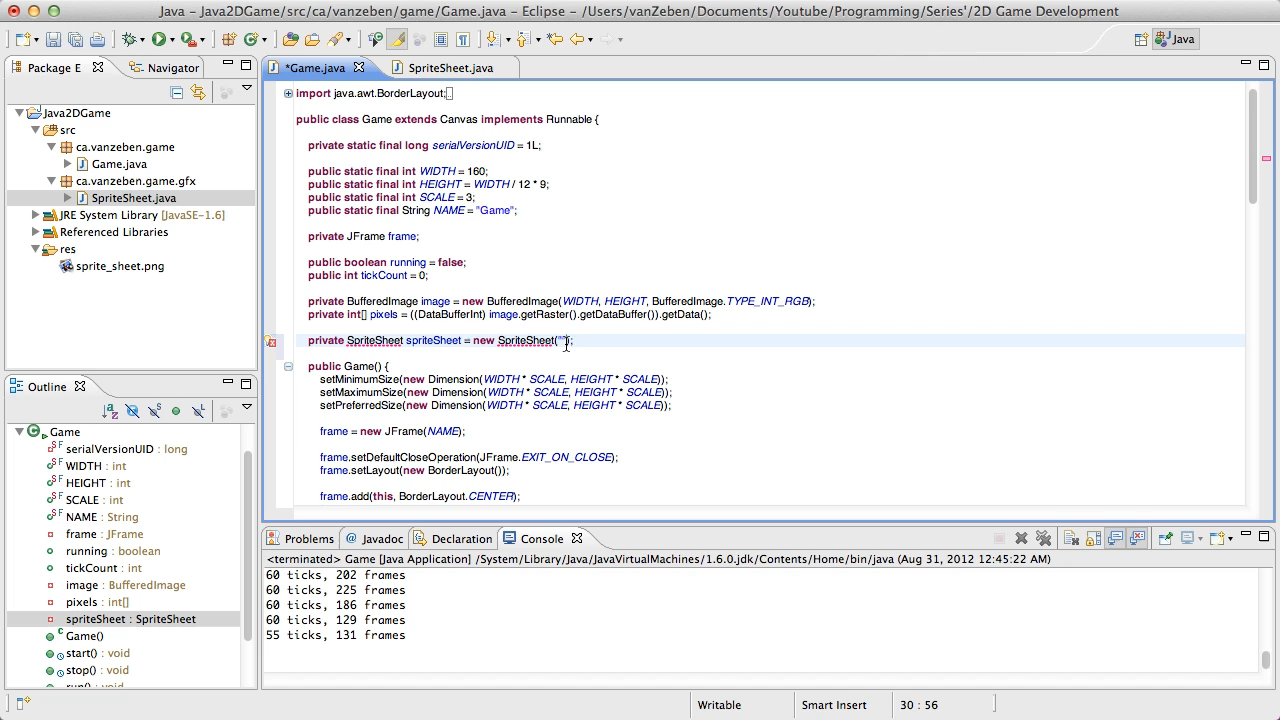 Java - Java2DGame/src/ca/vanzeben/game/Game.java - Eclipse - /Users/vanZeben/Documents/Youtube/Programming/Series'/2D Game Development
Java
Package E
Navigator
Java2DGame
src
ca.vanzeben.game
Game.java
ca.vanzeben.game.gfx
SpriteSheet.java
JRE System Library [JavaSE-1.6]
Referenced Libraries
res
sprite_sheet.png
Outline
Game
serialVersionUID : long
WIDTH : int
HEIGHT : int
SCALE : int
NAME : String
frame : JFrame
running : boolean
tickCount : int
image : BufferedImage
pixels : int[]
spriteSheet : SpriteSheet
Game()
start() : void
stop() : void
run() : void
*Game.java
SpriteSheet.java
import java.awt.BorderLayout;
public class Game extends Canvas implements Runnable {
private static final long serialVersionUID = 1L;
public static final int WIDTH = 160;
public static final int HEIGHT = WIDTH / 12 * 9;
public static final int SCALE = 3;
public static final String NAME = "Game";
private JFrame frame;
public boolean running = false;
public int tickCount = 0;
private BufferedImage image = new BufferedImage(WIDTH, HEIGHT, BufferedImage.TYPE_INT_RGB);
private int[] pixels = ((DataBufferInt) image.getRaster().getDataBuffer()).getData();
private SpriteSheet spriteSheet = new SpriteSheet("");
public Game() {
setMinimumSize(new Dimension(WIDTH * SCALE, HEIGHT * SCALE));
setMaximumSize(new Dimension(WIDTH * SCALE, HEIGHT * SCALE));
setPreferredSize(new Dimension(WIDTH * SCALE, HEIGHT * SCALE));
frame = new JFrame(NAME);
frame.setDefaultCloseOperation(JFrame.EXIT_ON_CLOSE);
frame.setLayout(new BorderLayout());
frame.add(this, BorderLayout.CENTER);
Problems
Javadoc
Declaration
Console
<terminated> Game [Java Application] /System/Library/Java/JavaVirtualMachines/1.6.0.jdk/Contents/Home/bin/java (Aug 31, 2012 12:45:22 AM)
60 ticks, 202 frames
60 ticks, 225 frames
60 ticks, 186 frames
60 ticks, 129 frames
55 ticks, 131 frames
Writable
Smart Insert
30 : 56